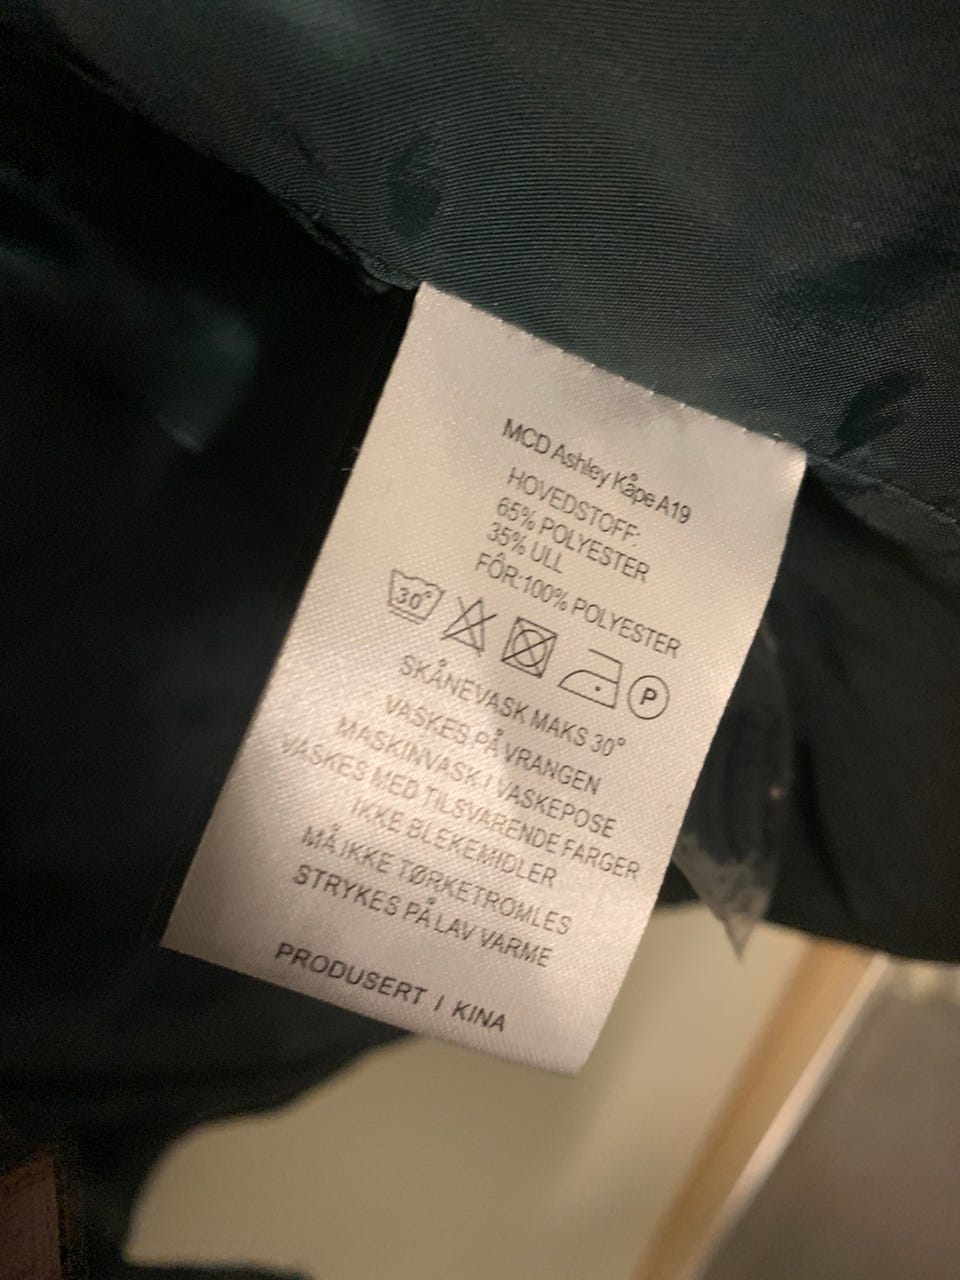 MCD Ashley Kåpe A19
HOVEDSTOFF:
65% POLYESTER
35% ULL
FÔR:100% POLYESTER
30° P
SKÅNEVASK MAKS 30°
VASKES PÅ VRANGEN
MASKINVASK I VASKEPOSE
VASKES MED TILSVARENDE FARGER
IKKE BLEKEMIDLER
MÅ IKKE TØRKETROMLES
STRYKES PÅ LAV VARME
PRODUSERT I KINA